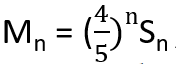 Mₙ = (4/5)ⁿSₙ